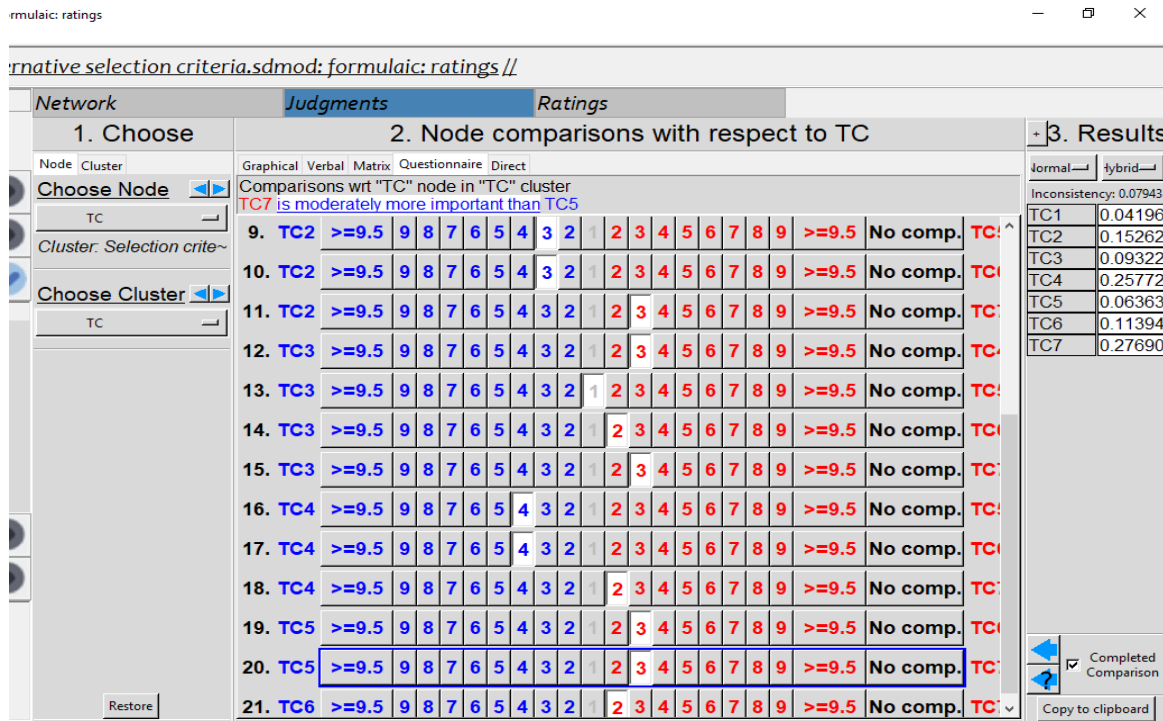 rmulaic: ratings
ernative selection criteria.sdmod: formulaic: ratings //
Network Judgments Ratings
1. Choose
Node Cluster
Choose Node
TC
Cluster: Selection crite~
Choose Cluster
TC
Restore
2. Node comparisons with respect to TC
Graphical Verbal Matrix Questionnaire Direct
Comparisons wrt "TC" node in "TC" cluster
TC7 is moderately more important than TC5
9. TC2 >=9.5 9 8 7 6 5 4 3 2 1 2 3 4 5 6 7 8 9 >=9.5 No comp. TC5
10. TC2 >=9.5 9 8 7 6 5 4 3 2 1 2 3 4 5 6 7 8 9 >=9.5 No comp. TC6
11. TC2 >=9.5 9 8 7 6 5 4 3 2 1 2 3 4 5 6 7 8 9 >=9.5 No comp. TC7
12. TC3 >=9.5 9 8 7 6 5 4 3 2 1 2 3 4 5 6 7 8 9 >=9.5 No comp. TC4
13. TC3 >=9.5 9 8 7 6 5 4 3 2 1 2 3 4 5 6 7 8 9 >=9.5 No comp. TC5
14. TC3 >=9.5 9 8 7 6 5 4 3 2 1 2 3 4 5 6 7 8 9 >=9.5 No comp. TC6
15. TC3 >=9.5 9 8 7 6 5 4 3 2 1 2 3 4 5 6 7 8 9 >=9.5 No comp. TC7
16. TC4 >=9.5 9 8 7 6 5 4 3 2 1 2 3 4 5 6 7 8 9 >=9.5 No comp. TC5
17. TC4 >=9.5 9 8 7 6 5 4 3 2 1 2 3 4 5 6 7 8 9 >=9.5 No comp. TC6
18. TC4 >=9.5 9 8 7 6 5 4 3 2 1 2 3 4 5 6 7 8 9 >=9.5 No comp. TC7
19. TC5 >=9.5 9 8 7 6 5 4 3 2 1 2 3 4 5 6 7 8 9 >=9.5 No comp. TC6
20. TC5 >=9.5 9 8 7 6 5 4 3 2 1 2 3 4 5 6 7 8 9 >=9.5 No comp. TC7
21. TC6 >=9.5 9 8 7 6 5 4 3 2 1 2 3 4 5 6 7 8 9 >=9.5 No comp. TC7
+ 3. Results
Normal Hybrid
Inconsistency: 0.07943
TC1 0.04196
TC2 0.15262
TC3 0.09322
TC4 0.25772
TC5 0.06363
TC6 0.11394
TC7 0.27690
Completed
Comparison
Copy to clipboard